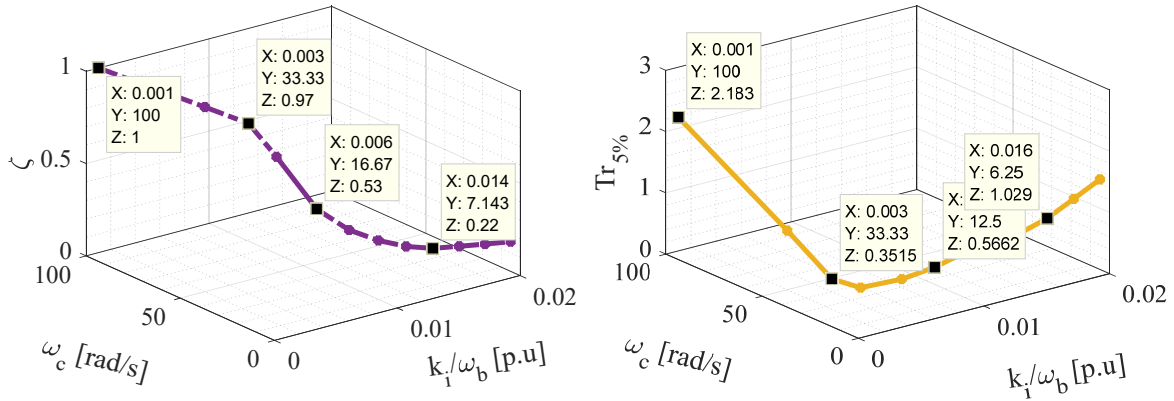 1
0.5
0
ζ
100
50
0
ω_c [rad/s]
0
0.01
0.02
k_i/ω_b [p.u]
X: 0.001
Y: 100
Z: 1
X: 0.003
Y: 33.33
Z: 0.97
X: 0.006
Y: 16.67
Z: 0.53
X: 0.014
Y: 7.143
Z: 0.22
3
2
1
0
Tr_5%
100
50
0
ω_c [rad/s]
0
0.01
0.02
k_i/ω_b [p.u]
X: 0.001
Y: 100
Z: 2.183
X: 0.003
Y: 33.33
Z: 0.3515
X:
Y: 12.5
Z: 0.5662
X: 0.016
Y: 6.25
Z: 1.029